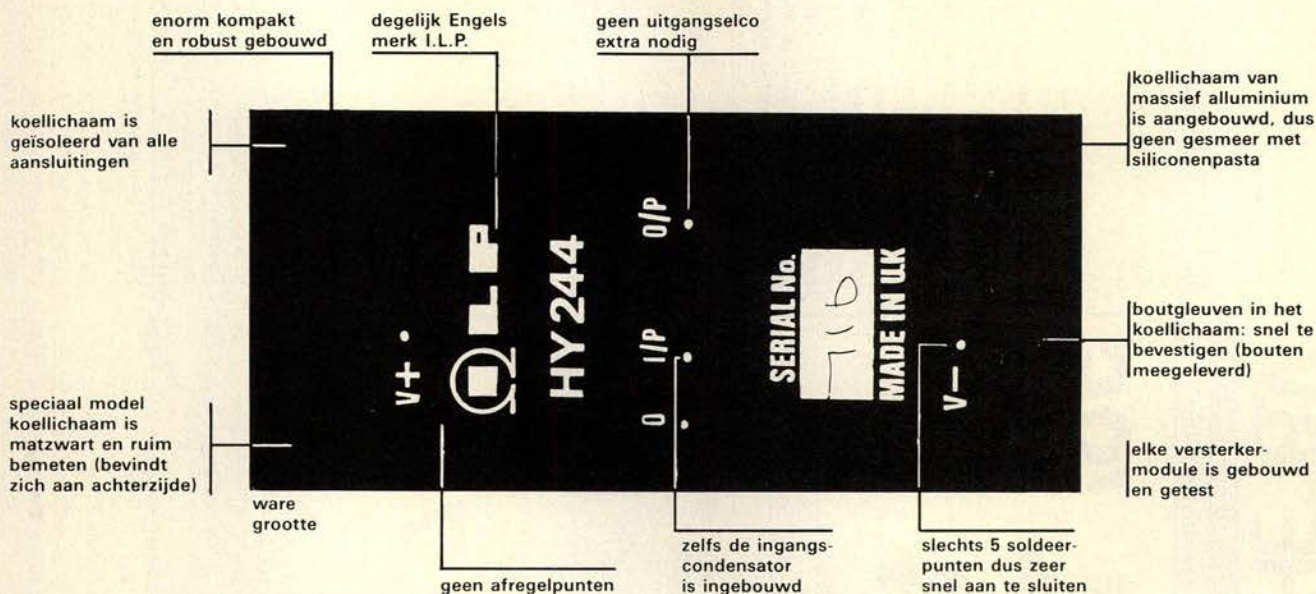 enorm kompakt
en robust gebouwd
degelijk Engels
merk I.L.P.
geen uitgangselco
extra nodig
koellichaam is
geïsoleerd van alle
aansluitingen
koellichaam van
massief alluminium
is aangebouwd, dus
geen gesmeer met
siliconenpasta
speciaal model
koellichaam is
matzwart en ruim
bemeten (bevindt
zich aan achterzijde)
boutgleuven in het
koellichaam: snel te
bevestigen (bouten
meegeleverd)
elke versterker-
module is gebouwd
en getest
V+
ILP
HY244
0 I/P O/P
SERIAL No.
716
MADE IN U.K
V−
ware
grootte
geen afregelpunten
zelfs de ingangs-
condensator
is ingebouwd
slechts 5 soldeer-
punten dus zeer
snel aan te sluiten